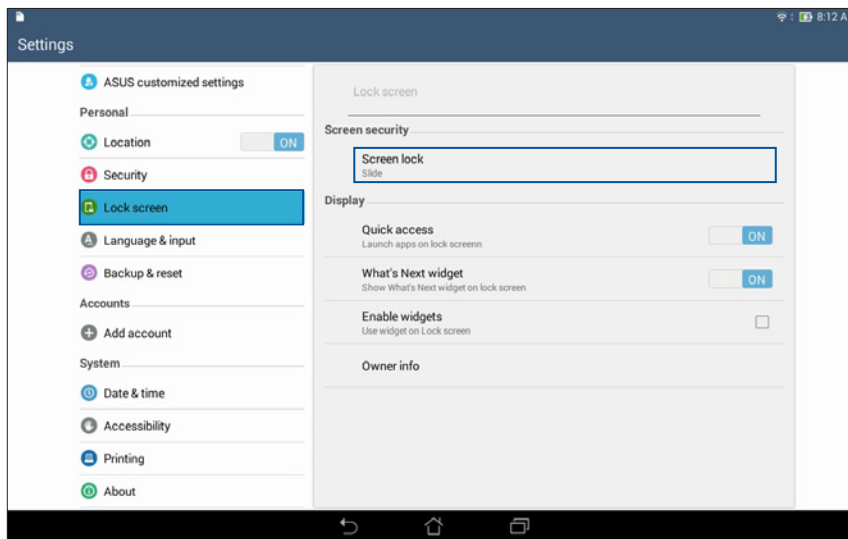 8:12 A
Settings
ASUS customized settings
Personal
Location ON
Security
Lock screen
Language & input
Backup & reset
Accounts
Add account
System
Date & time
Accessibility
Printing
About
Lock screen
Screen security
Screen lock
Slide
Display
Quick access
Launch apps on lock screenn
ON
What's Next widget
Show What's Next widget on lock screen
ON
Enable widgets
Use widget on Lock screen
Owner info